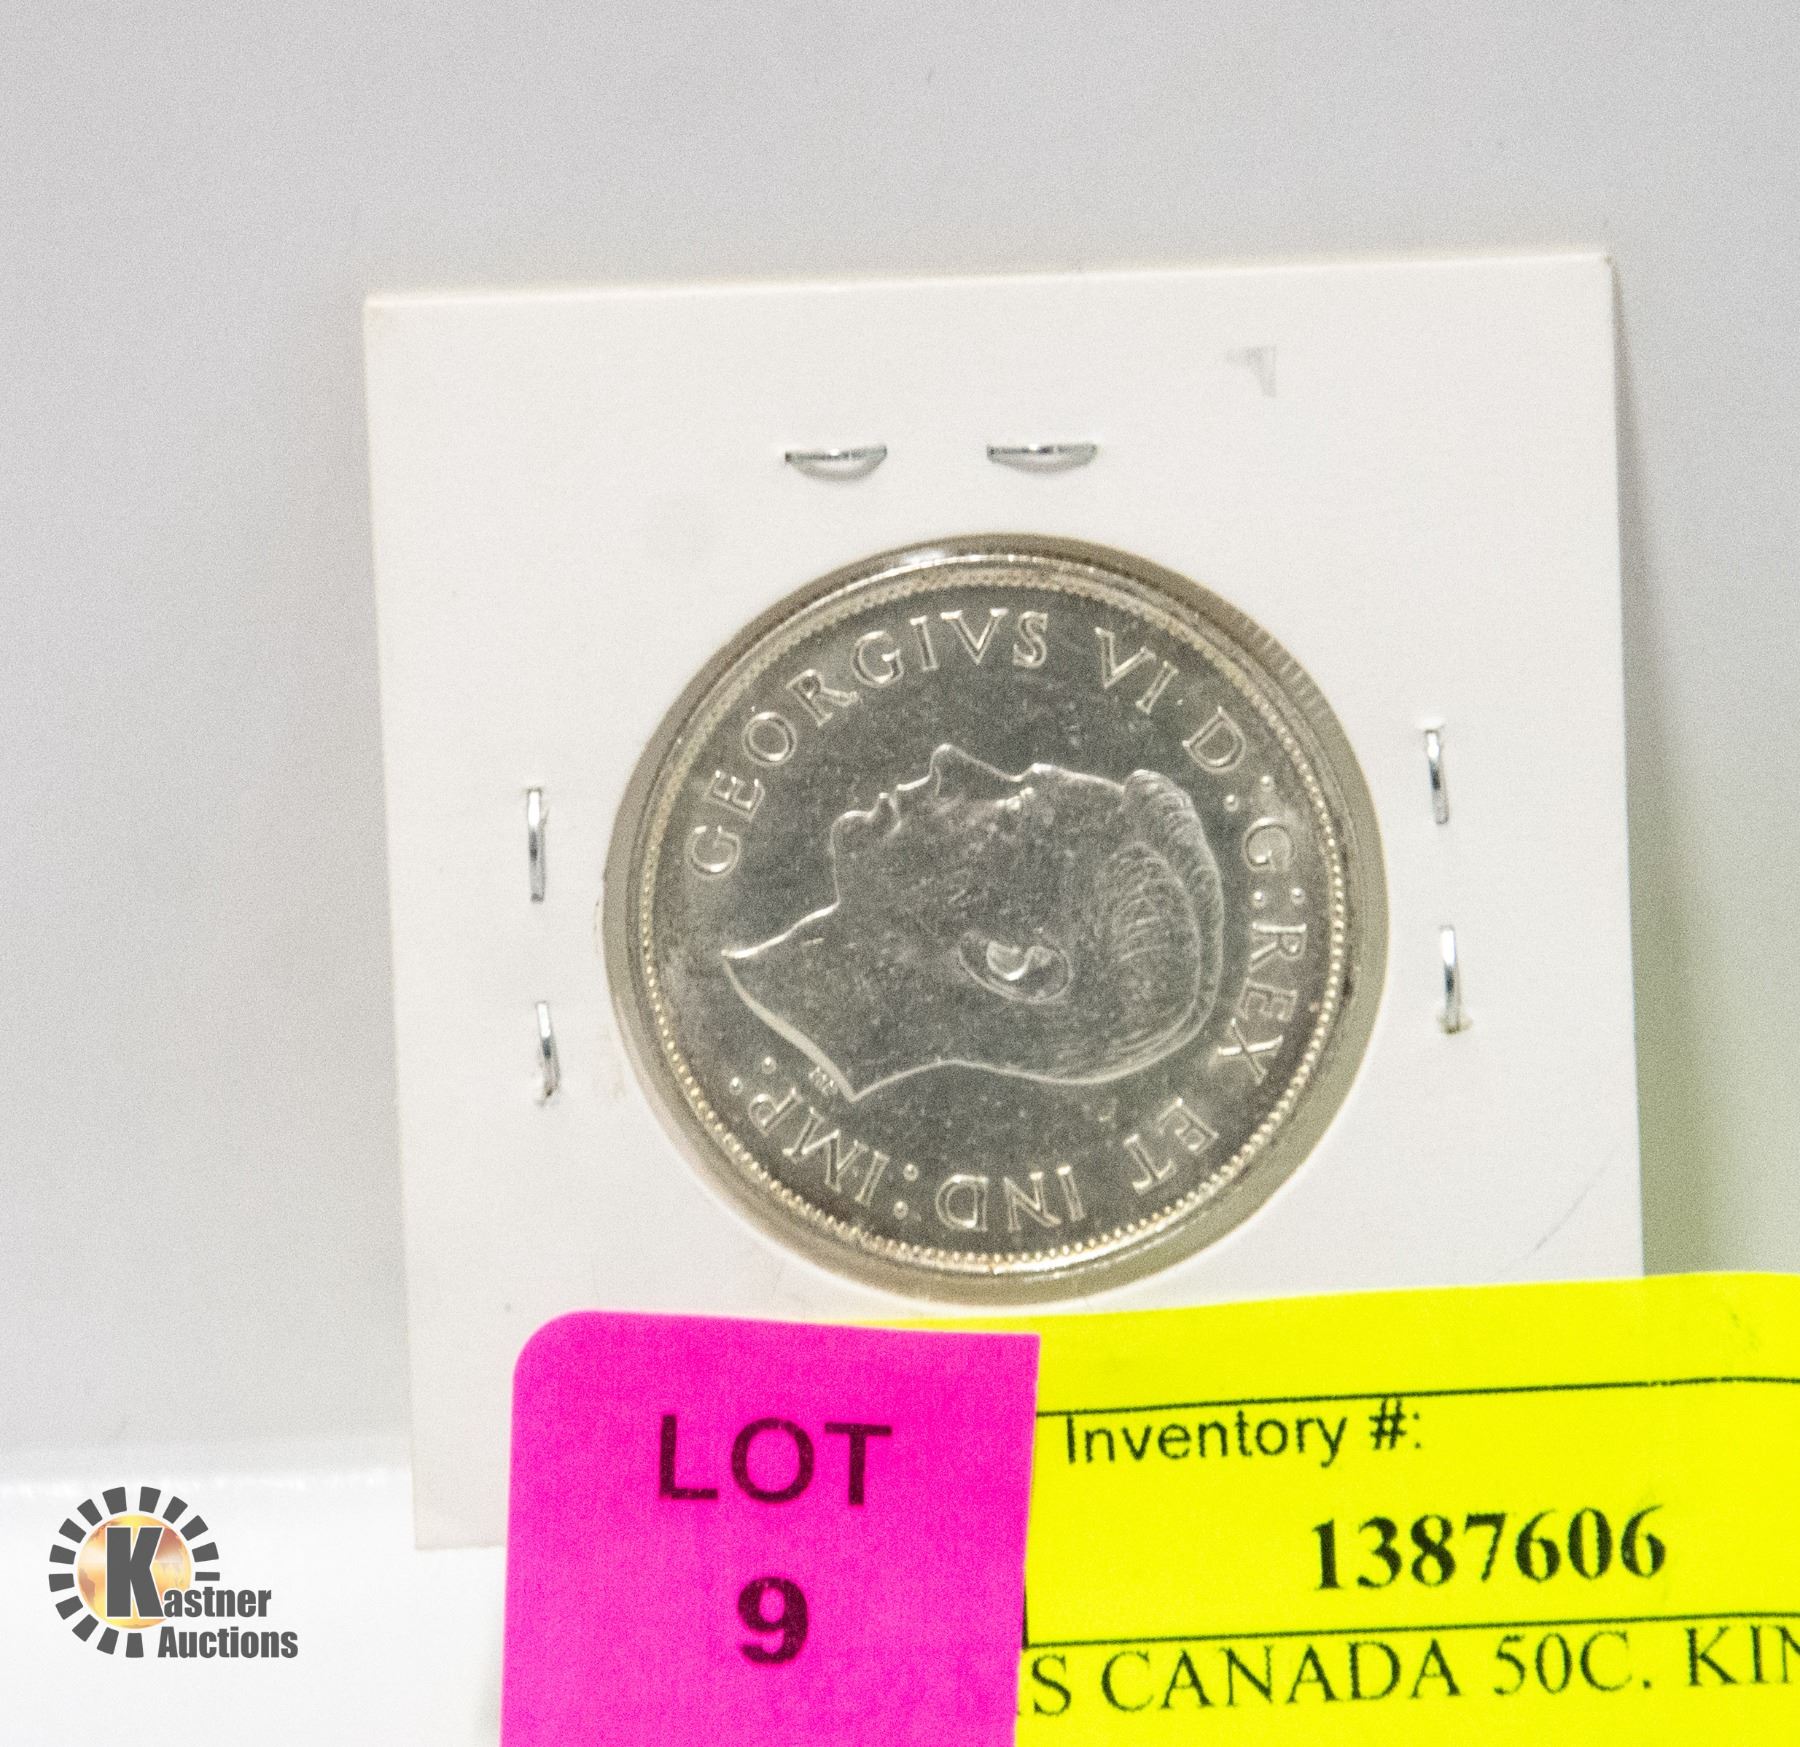 GEORGIVS VI D:G:REX ET IND:IMP:
LOT
9
Inventory #:
1387606
S CANADA 50C. KIN
Kastner
Auctions